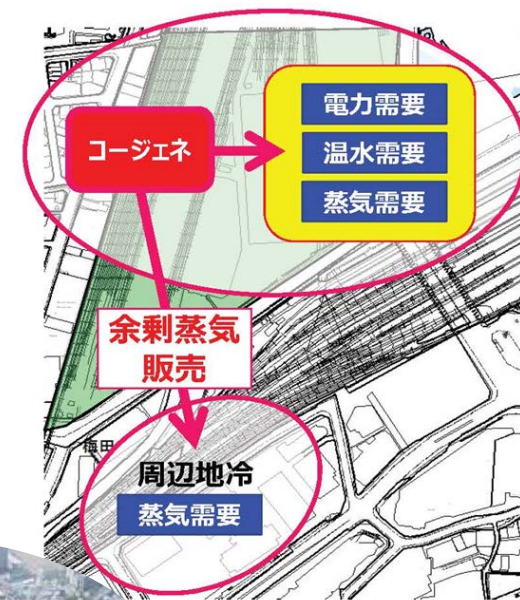 電力需要
コージェネ
温水需要
蒸気需要
余剰蒸気
販売
梅田
周辺地冷
蒸気需要